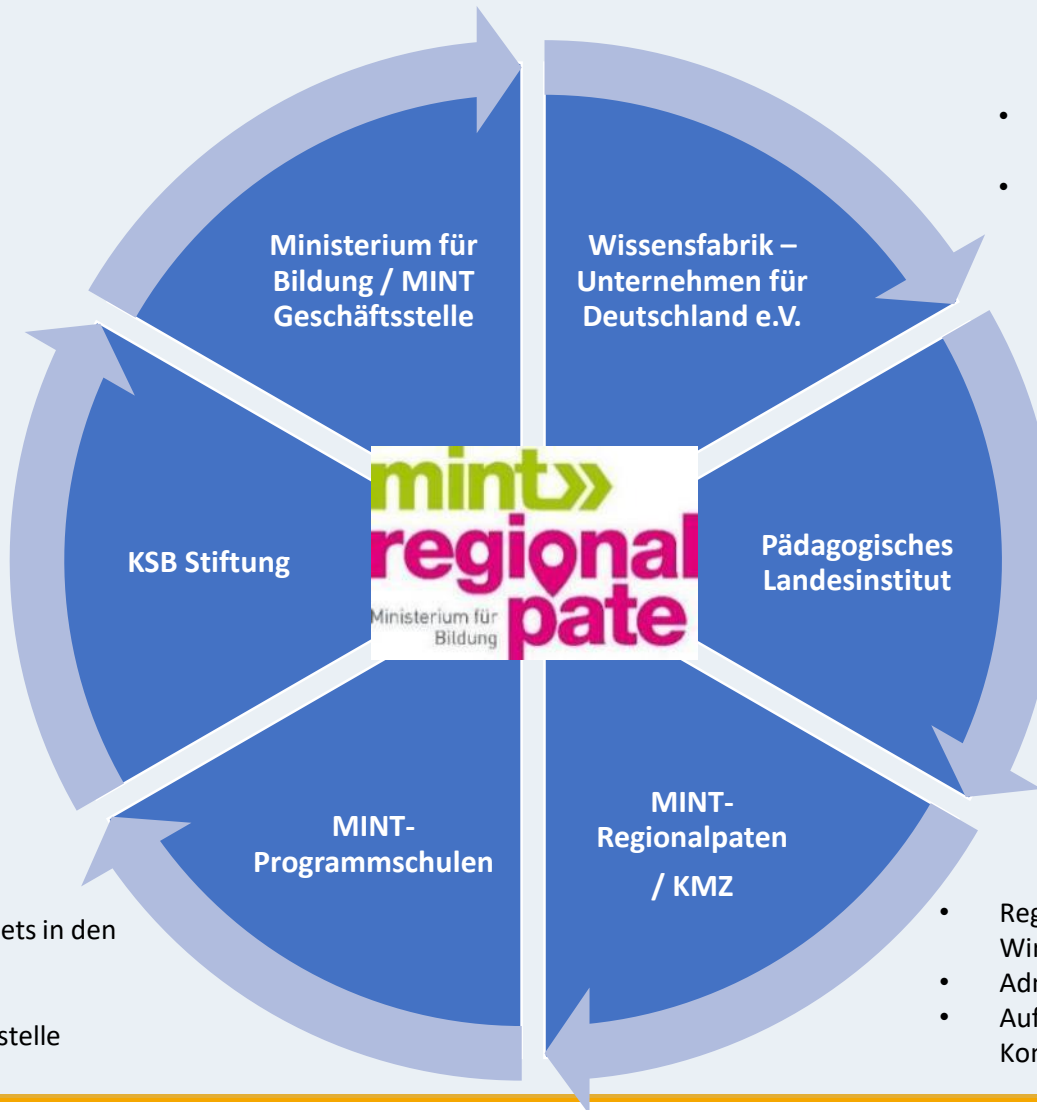 Ministerium für
Bildung / MINT
Geschäftsstelle
Wissensfabrik –
Unternehmen für
Deutschland e.V.
KSB Stiftung
mint»
regional
Ministerium für
Bildung
pate
Pädagogisches
Landesinstitut
MINT-
Programmschulen
MINT-
Regionalpaten
/ KMZ
ets in den
stelle
• Reg
Wir
• Adr
• Auf
Kor